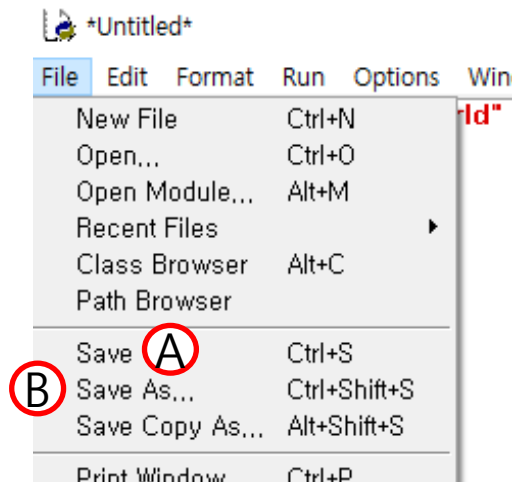 *Untitled*
File Edit Format Run Options Win
rld"
New File Ctrl+N
Open... Ctrl+O
Open Module... Alt+M
Recent Files
Class Browser Alt+C
Path Browser
Save A Ctrl+S
B Save As... Ctrl+Shift+S
Save Copy As... Alt+Shift+S
Print Window Ctrl+P